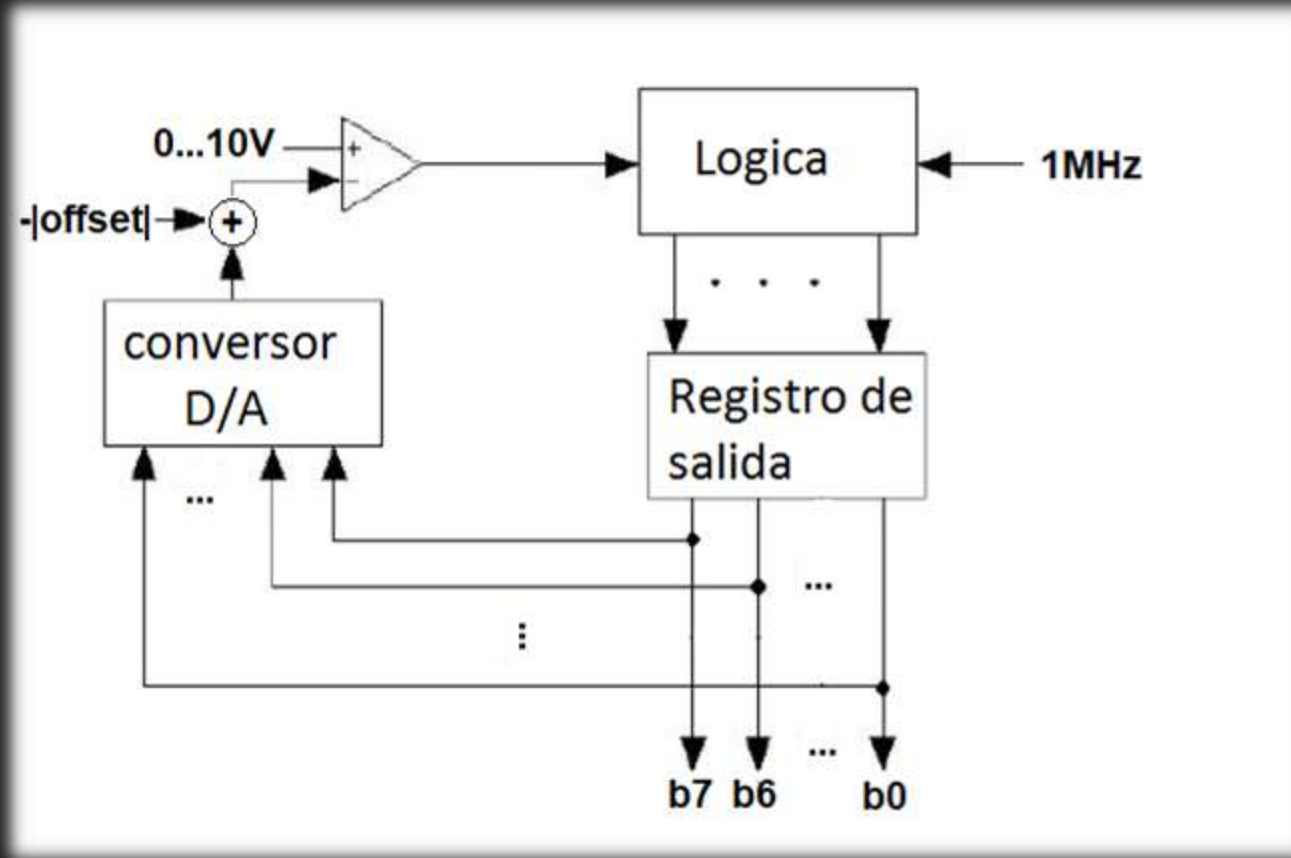 0...10V
Logica
1MHz
-|offset|
+
-
+
conversor
D/A
. . .
Registro de
salida
...
...
...
...
b7 b6 b0